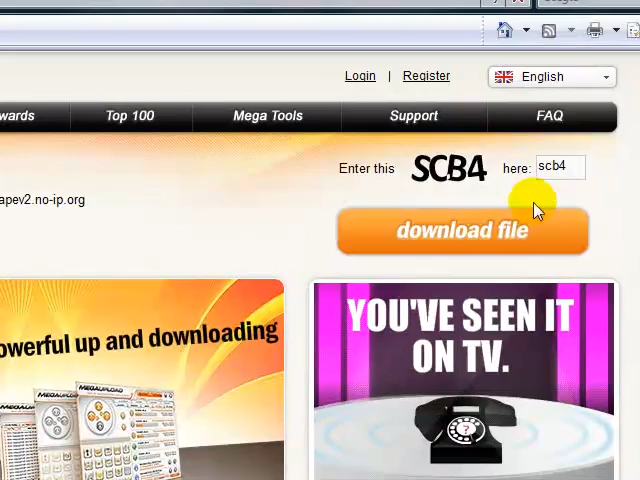 Login | Register English
wards Top 100 Mega Tools Support FAQ
Enter this SCB4 here: scb4
apev2.no-ip.org
download file
owerful up and downloading
YOU'VE SEEN IT
ON TV.
MEGAUPLOAD
?